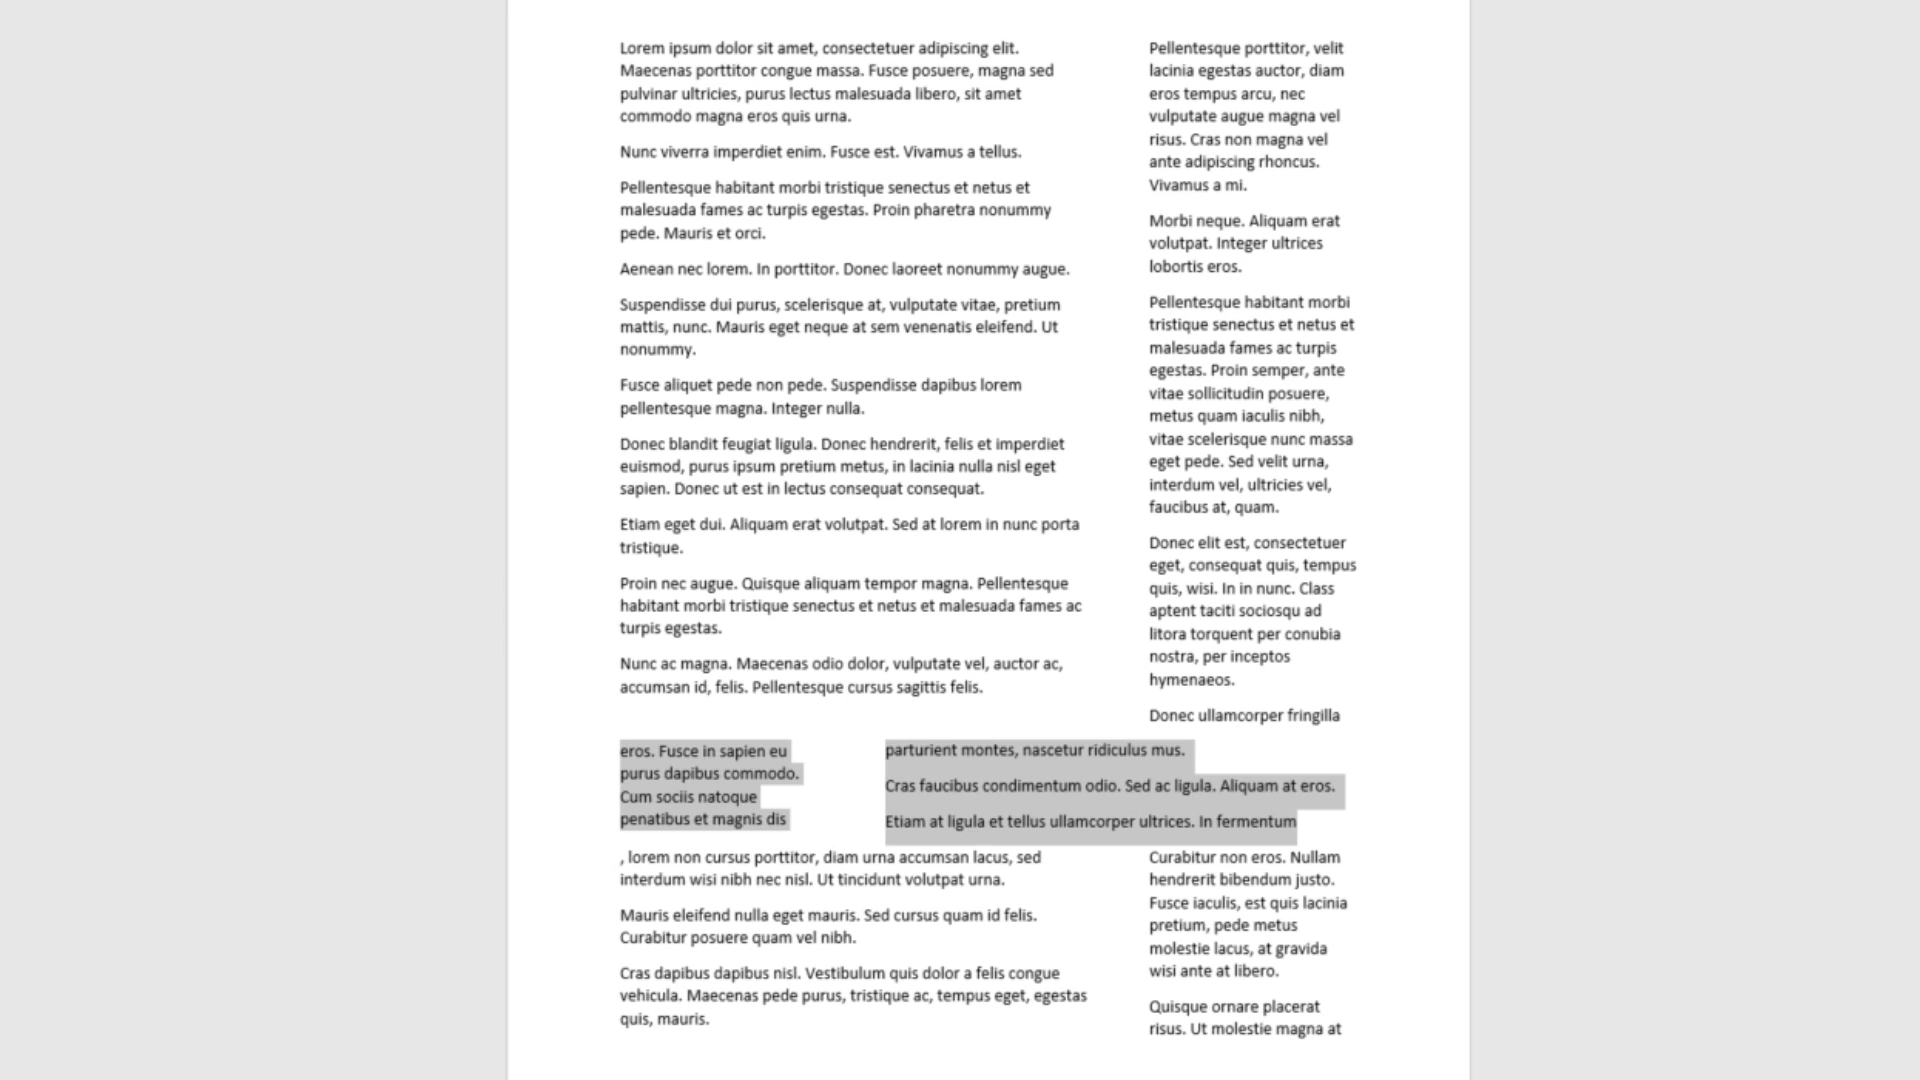 Lorem ipsum dolor sit amet, consectetuer adipiscing elit.
Maecenas porttitor congue massa. Fusce posuere, magna sed
pulvinar ultricies, purus lectus malesuada libero, sit amet
commodo magna eros quis urna.
Nunc viverra imperdiet enim. Fusce est. Vivamus a tellus.
Pellentesque habitant morbi tristique senectus et netus et
malesuada fames ac turpis egestas. Proin pharetra nonummy
pede. Mauris et orci.
Aenean nec lorem. In porttitor. Donec laoreet nonummy augue.
Suspendisse dui purus, scelerisque at, vulputate vitae, pretium
mattis, nunc. Mauris eget neque at sem venenatis eleifend. Ut
nonummy.
Fusce aliquet pede non pede. Suspendisse dapibus lorem
pellentesque magna. Integer nulla.
Donec blandit feugiat ligula. Donec hendrerit, felis et imperdiet
euismod, purus ipsum pretium metus, in lacinia nulla nisl eget
sapien. Donec ut est in lectus consequat consequat.
Etiam eget dui. Aliquam erat volutpat. Sed at lorem in nunc porta
tristique.
Proin nec augue. Quisque aliquam tempor magna. Pellentesque
habitant morbi tristique senectus et netus et malesuada fames ac
turpis egestas.
Nunc ac magna. Maecenas odio dolor, vulputate vel, auctor ac,
accumsan id, felis. Pellentesque cursus sagittis felis.
Pellentesque porttitor, velit
lacinia egestas auctor, diam
eros tempus arcu, nec
vulputate augue magna vel
risus. Cras non magna vel
ante adipiscing rhoncus.
Vivamus a mi.
Morbi neque. Aliquam erat
volutpat. Integer ultrices
lobortis eros.
Pellentesque habitant morbi
tristique senectus et netus et
malesuada fames ac turpis
egestas. Proin semper, ante
vitae sollicitudin posuere,
metus quam iaculis nibh,
vitae scelerisque nunc massa
eget pede. Sed velit urna,
interdum vel, ultricies vel,
faucibus at, quam.
Donec elit est, consectetuer
eget, consequat quis, tempus
quis, wisi. In in nunc. Class
aptent taciti sociosqu ad
litora torquent per conubia
nostra, per inceptos
hymenaeos.
Donec ullamcorper fringilla
eros. Fusce in sapien eu
purus dapibus commodo.
Cum sociis natoque
penatibus et magnis dis
parturient montes, nascetur ridiculus mus.
Cras faucibus condimentum odio. Sed ac ligula. Aliquam at eros.
Etiam at ligula et tellus ullamcorper ultrices. In fermentum
, lorem non cursus porttitor, diam urna accumsan lacus, sed
interdum wisi nibh nec nisl. Ut tincidunt volutpat urna.
Mauris eleifend nulla eget mauris. Sed cursus quam id felis.
Curabitur posuere quam vel nibh.
Cras dapibus dapibus nisl. Vestibulum quis dolor a felis congue
vehicula. Maecenas pede purus, tristique ac, tempus eget, egestas
quis, mauris.
Curabitur non eros. Nullam
hendrerit bibendum justo.
Fusce iaculis, est quis lacinia
pretium, pede metus
molestie lacus, at gravida
wisi ante at libero.
Quisque ornare placerat
risus. Ut molestie magna at